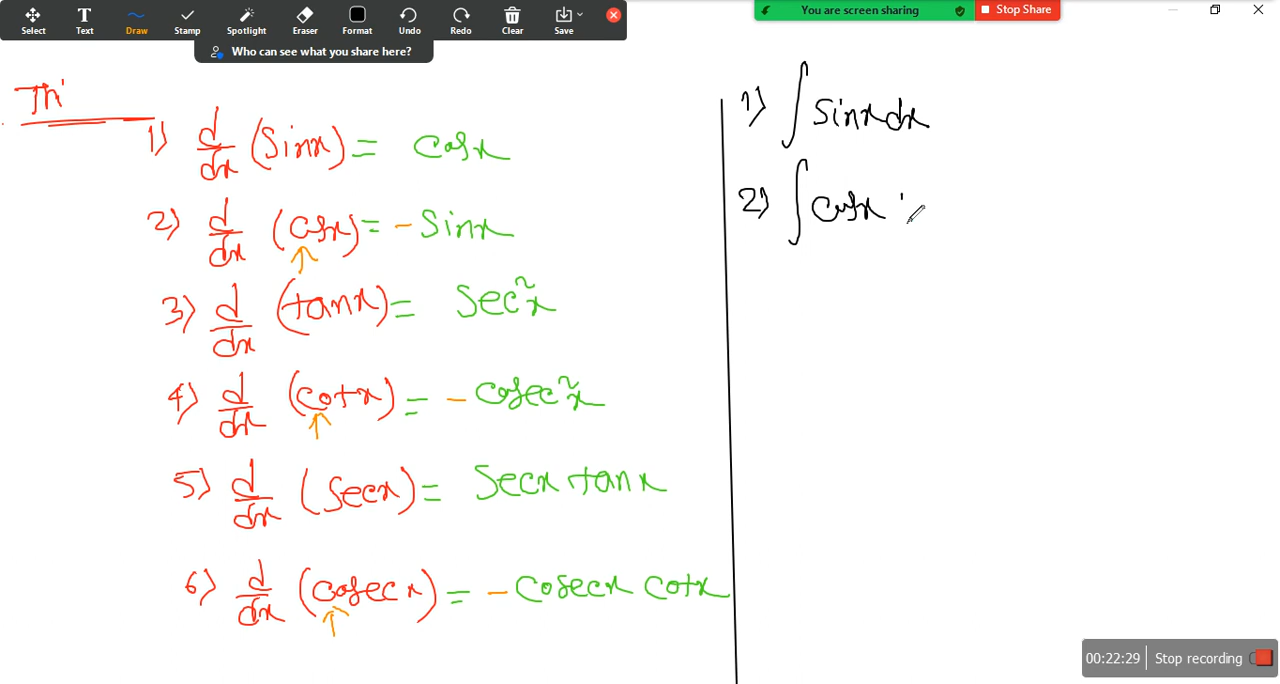 Select Text Draw Stamp Spotlight Eraser Format Undo Redo Clear Save
You are screen sharing Stop Share
Who can see what you share here?
Thi
1) d/dx (sinx) = cosx
2) d/dx (cosx) = - sinx
3) d/dx (tanx) = sec²x
4) d/dx (cotx) = - cosec²x
5) d/dx (secx) = secx tanx
6) d/dx (cosecx) = - cosecx cotx
1) ∫ sinx dx
2) ∫ cosx
00:22:29 Stop recording